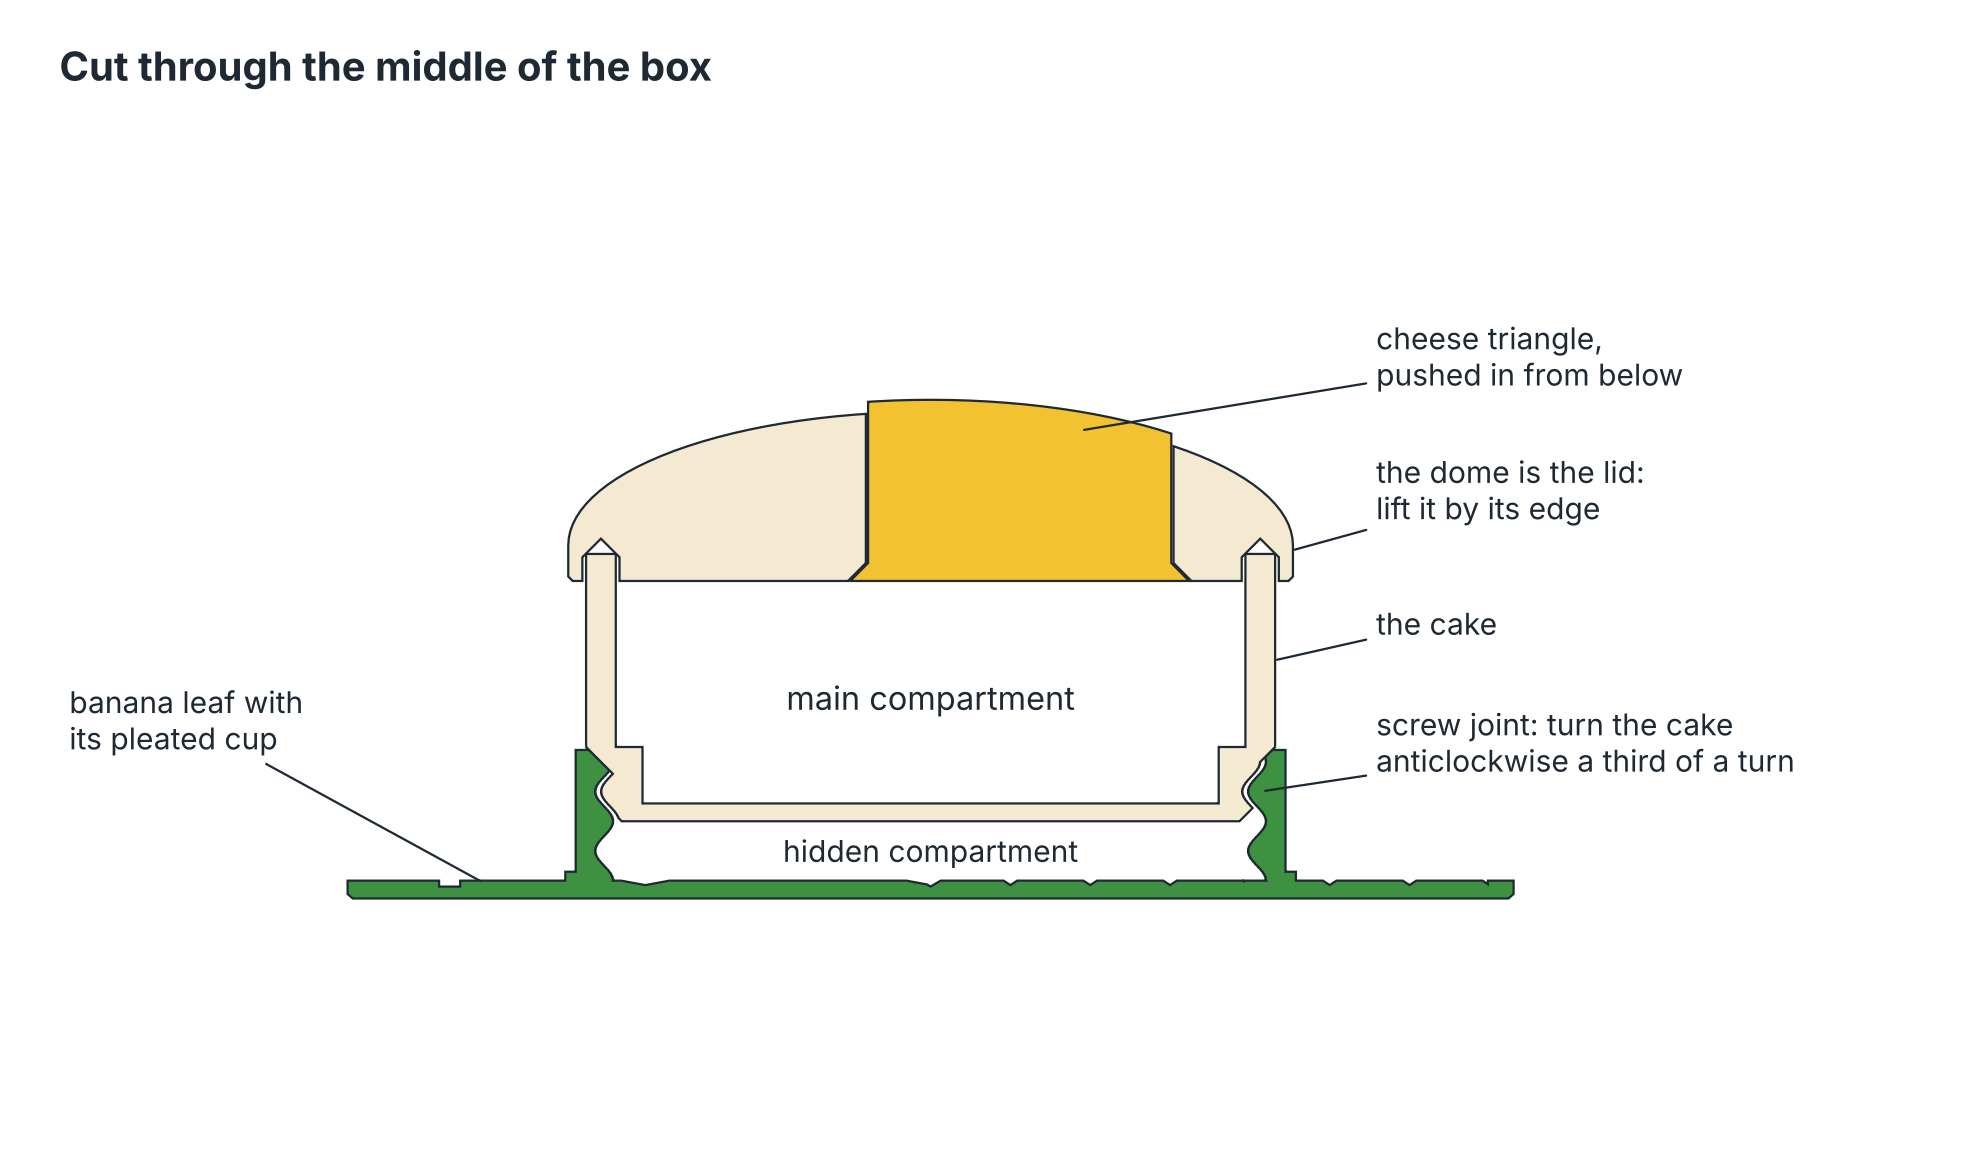 Cut through the middle of the box
cheese triangle,
pushed in from below
the dome is the lid:
lift it by its edge
the cake
main compartment
banana leaf with
its pleated cup
screw joint: turn the cake
anticlockwise a third of a turn
hidden compartment